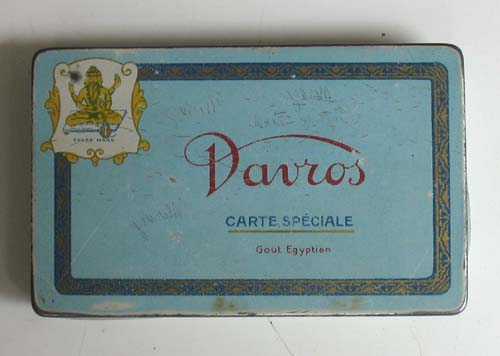 TRADE MARK
Davros
CARTE SPÉCIALE
Goût Egyptien